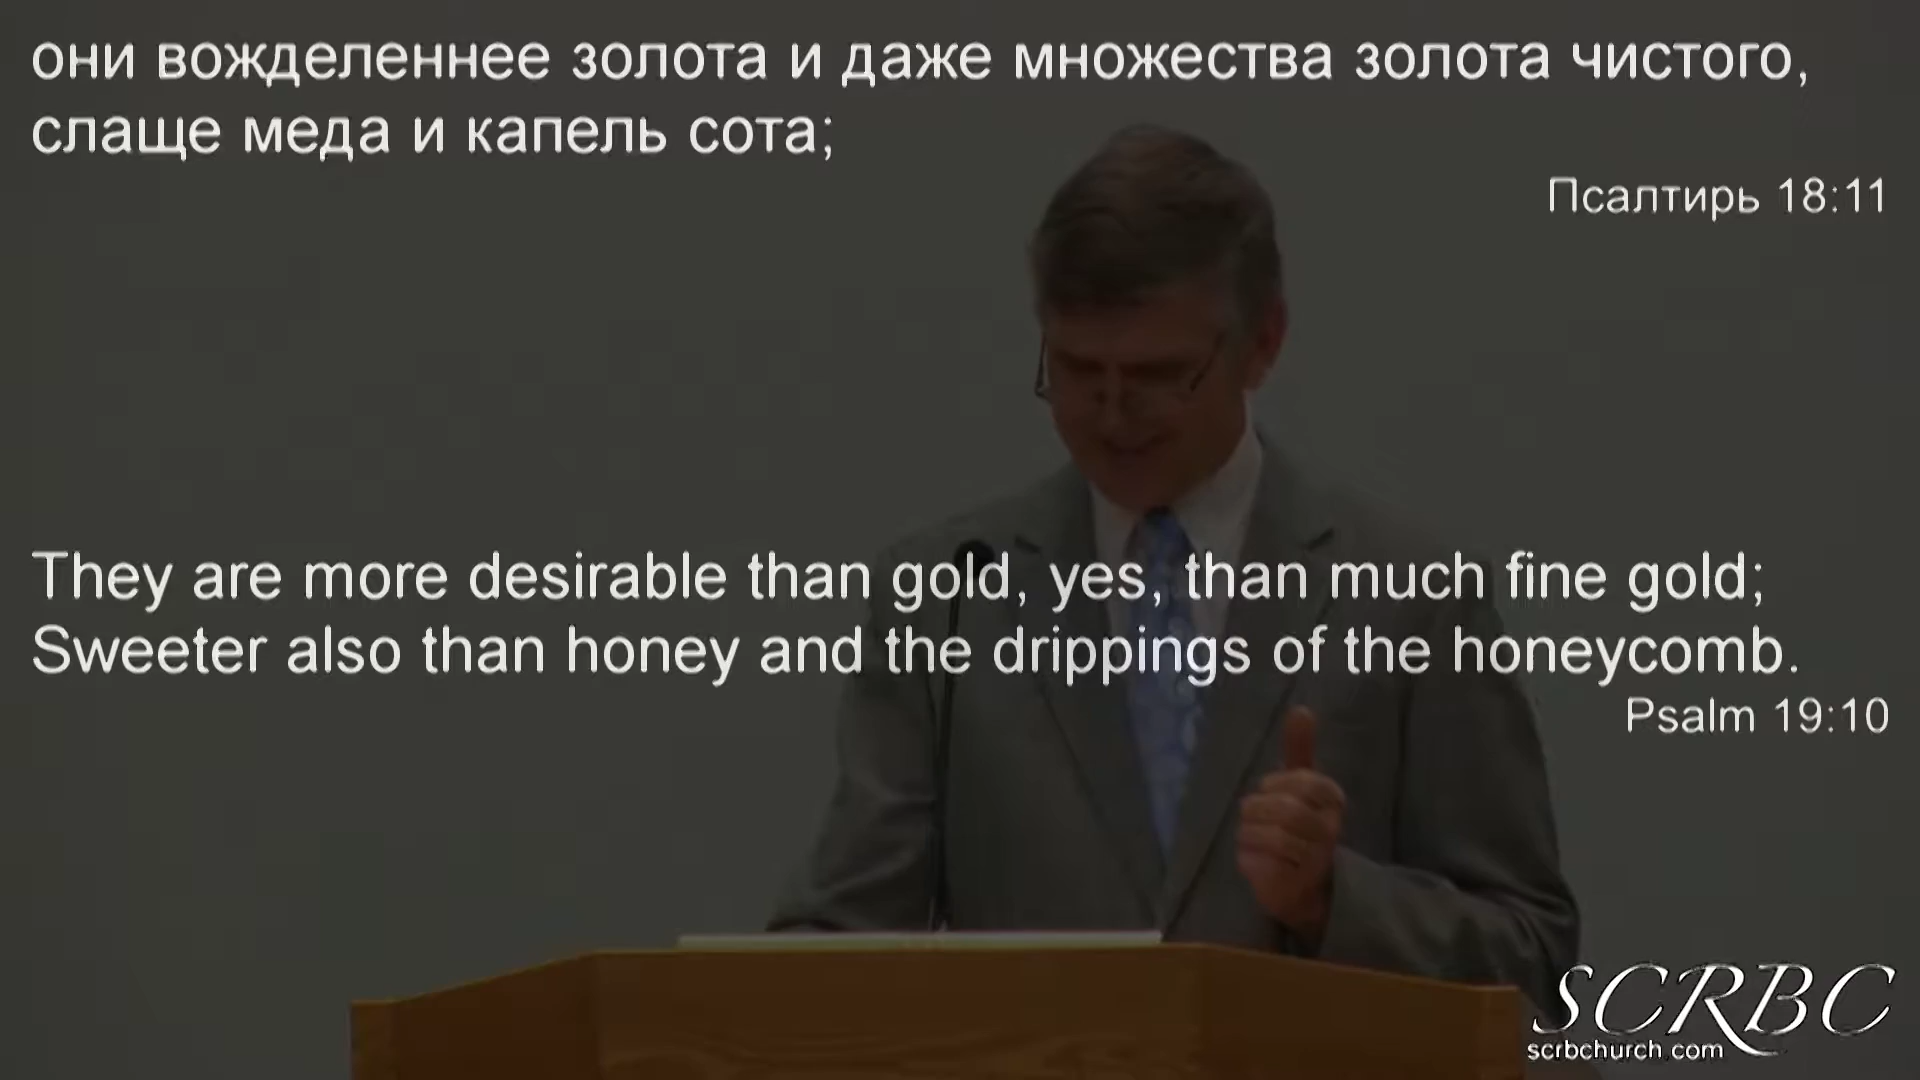 они вожделеннее золота и даже множества золота чистого,
слаще меда и капель сота;
Псалтирь 18:11
They are more desirable than gold, yes, than much fine gold;
Sweeter also than honey and the drippings of the honeycomb.
Psalm 19:10
SCRBC
scrbchurch.com